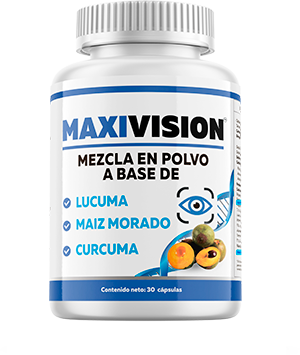 MAXIVISION®
MEZCLA EN POLVO
A BASE DE
LUCUMA
MAIZ MORADO
CURCUMA
Contenido neto: 30 cápsulas